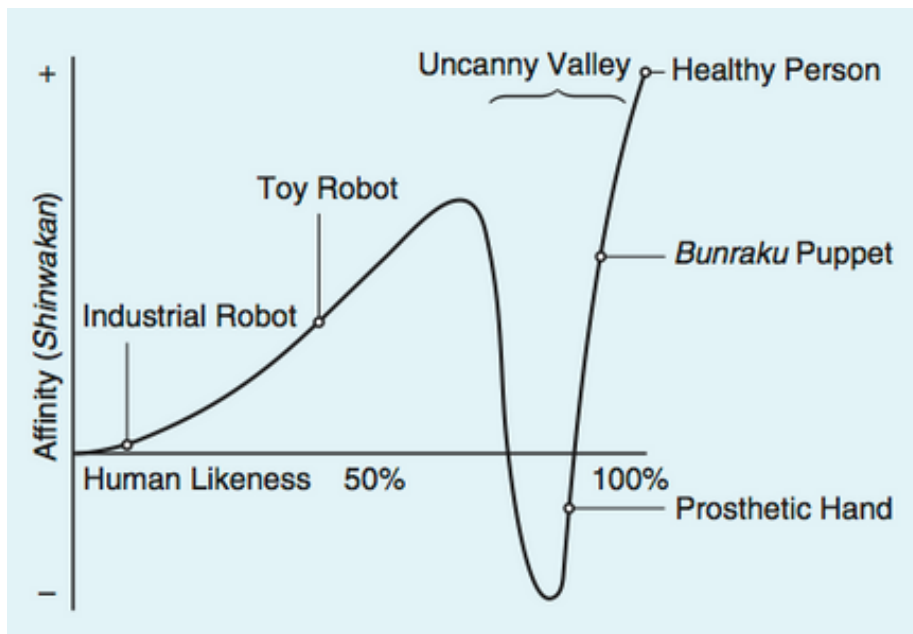 +
Uncanny Valley
Healthy Person
Toy Robot
Bunraku Puppet
Industrial Robot
Affinity (Shinwakan)
Human Likeness 50% 100%
Prosthetic Hand
–